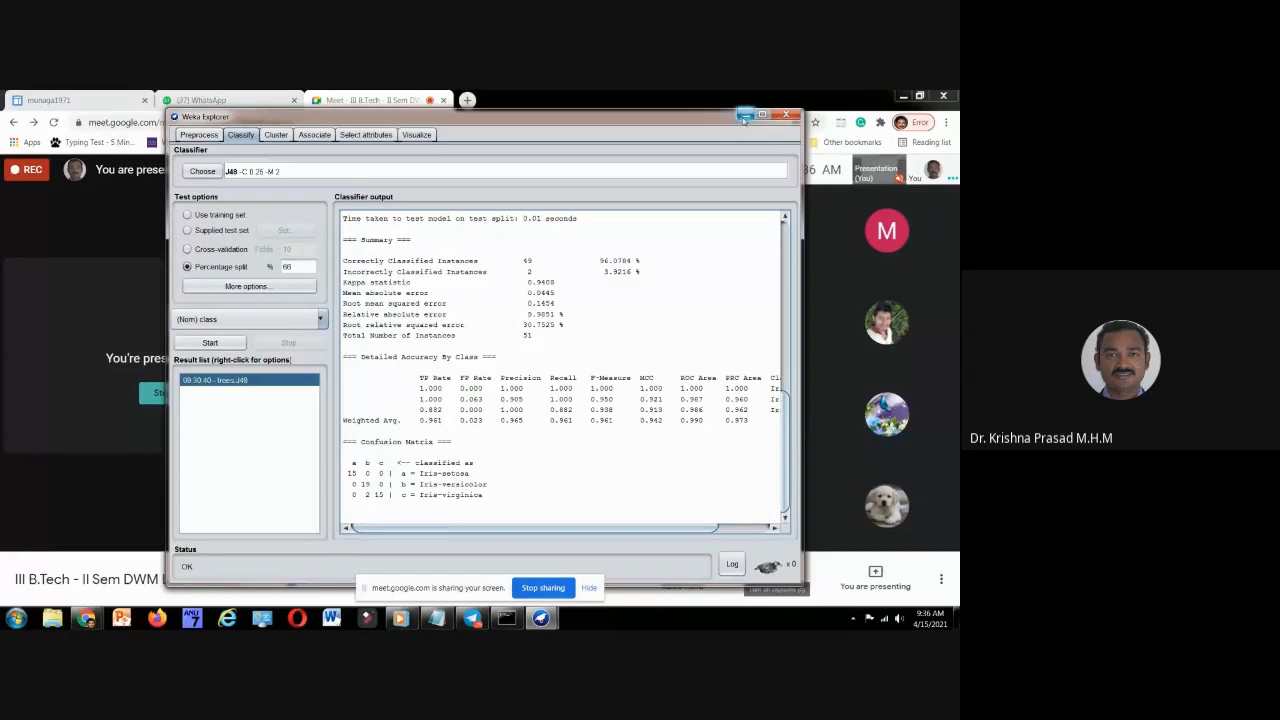 munaga1971
(37) WhatsApp
Meet - III B.Tech - II Sem DW
meet.google.com/
Error
Apps
Typing Test - 5 Min...
Other bookmarks
Reading list
REC
You are pres
36 AM
Presentation
(You)
You
M
You're pres
Weka Explorer
Preprocess
Classify
Cluster
Associate
Select attributes
Visualize
Classifier
Choose
J48 -C 0.25 -M 2
Test options
Use training set
Supplied test set
Set...
Cross-validation Folds 10
Percentage split % 66
More options...
(Nom) class
Start
Stop
Result list (right-click for options)
09:30:40 - trees.J48
Classifier output
Time taken to test model on test split: 0.01 seconds
=== Summary ===
Correctly Classified Instances 49 96.0784 %
Incorrectly Classified Instances 2 3.9216 %
Kappa statistic 0.9408
Mean absolute error 0.0445
Root mean squared error 0.1454
Relative absolute error 9.9851 %
Root relative squared error 30.7525 %
Total Number of Instances 51
=== Detailed Accuracy By Class ===
TP Rate FP Rate Precision Recall F-Measure MCC ROC Area PRC Area Cl
1.000 0.000 1.000 1.000 1.000 1.000 1.000 1.000 Ir
1.000 0.063 0.905 1.000 0.950 0.921 0.987 0.960 Ir
0.882 0.000 1.000 0.882 0.938 0.913 0.986 0.962 Ir
Weighted Avg. 0.961 0.023 0.965 0.961 0.961 0.942 0.990 0.973
=== Confusion Matrix ===
a b c <-- classified as
15 0 0 | a = Iris-setosa
0 19 0 | b = Iris-versicolor
0 2 15 | c = Iris-virginica
Status
OK
Log
x 0
III B.Tech - II Sem DWM
meet.google.com is sharing your screen.
Stop sharing
Hide
You are presenting
9:36 AM
4/15/2021
Dr. Krishna Prasad M.H.M